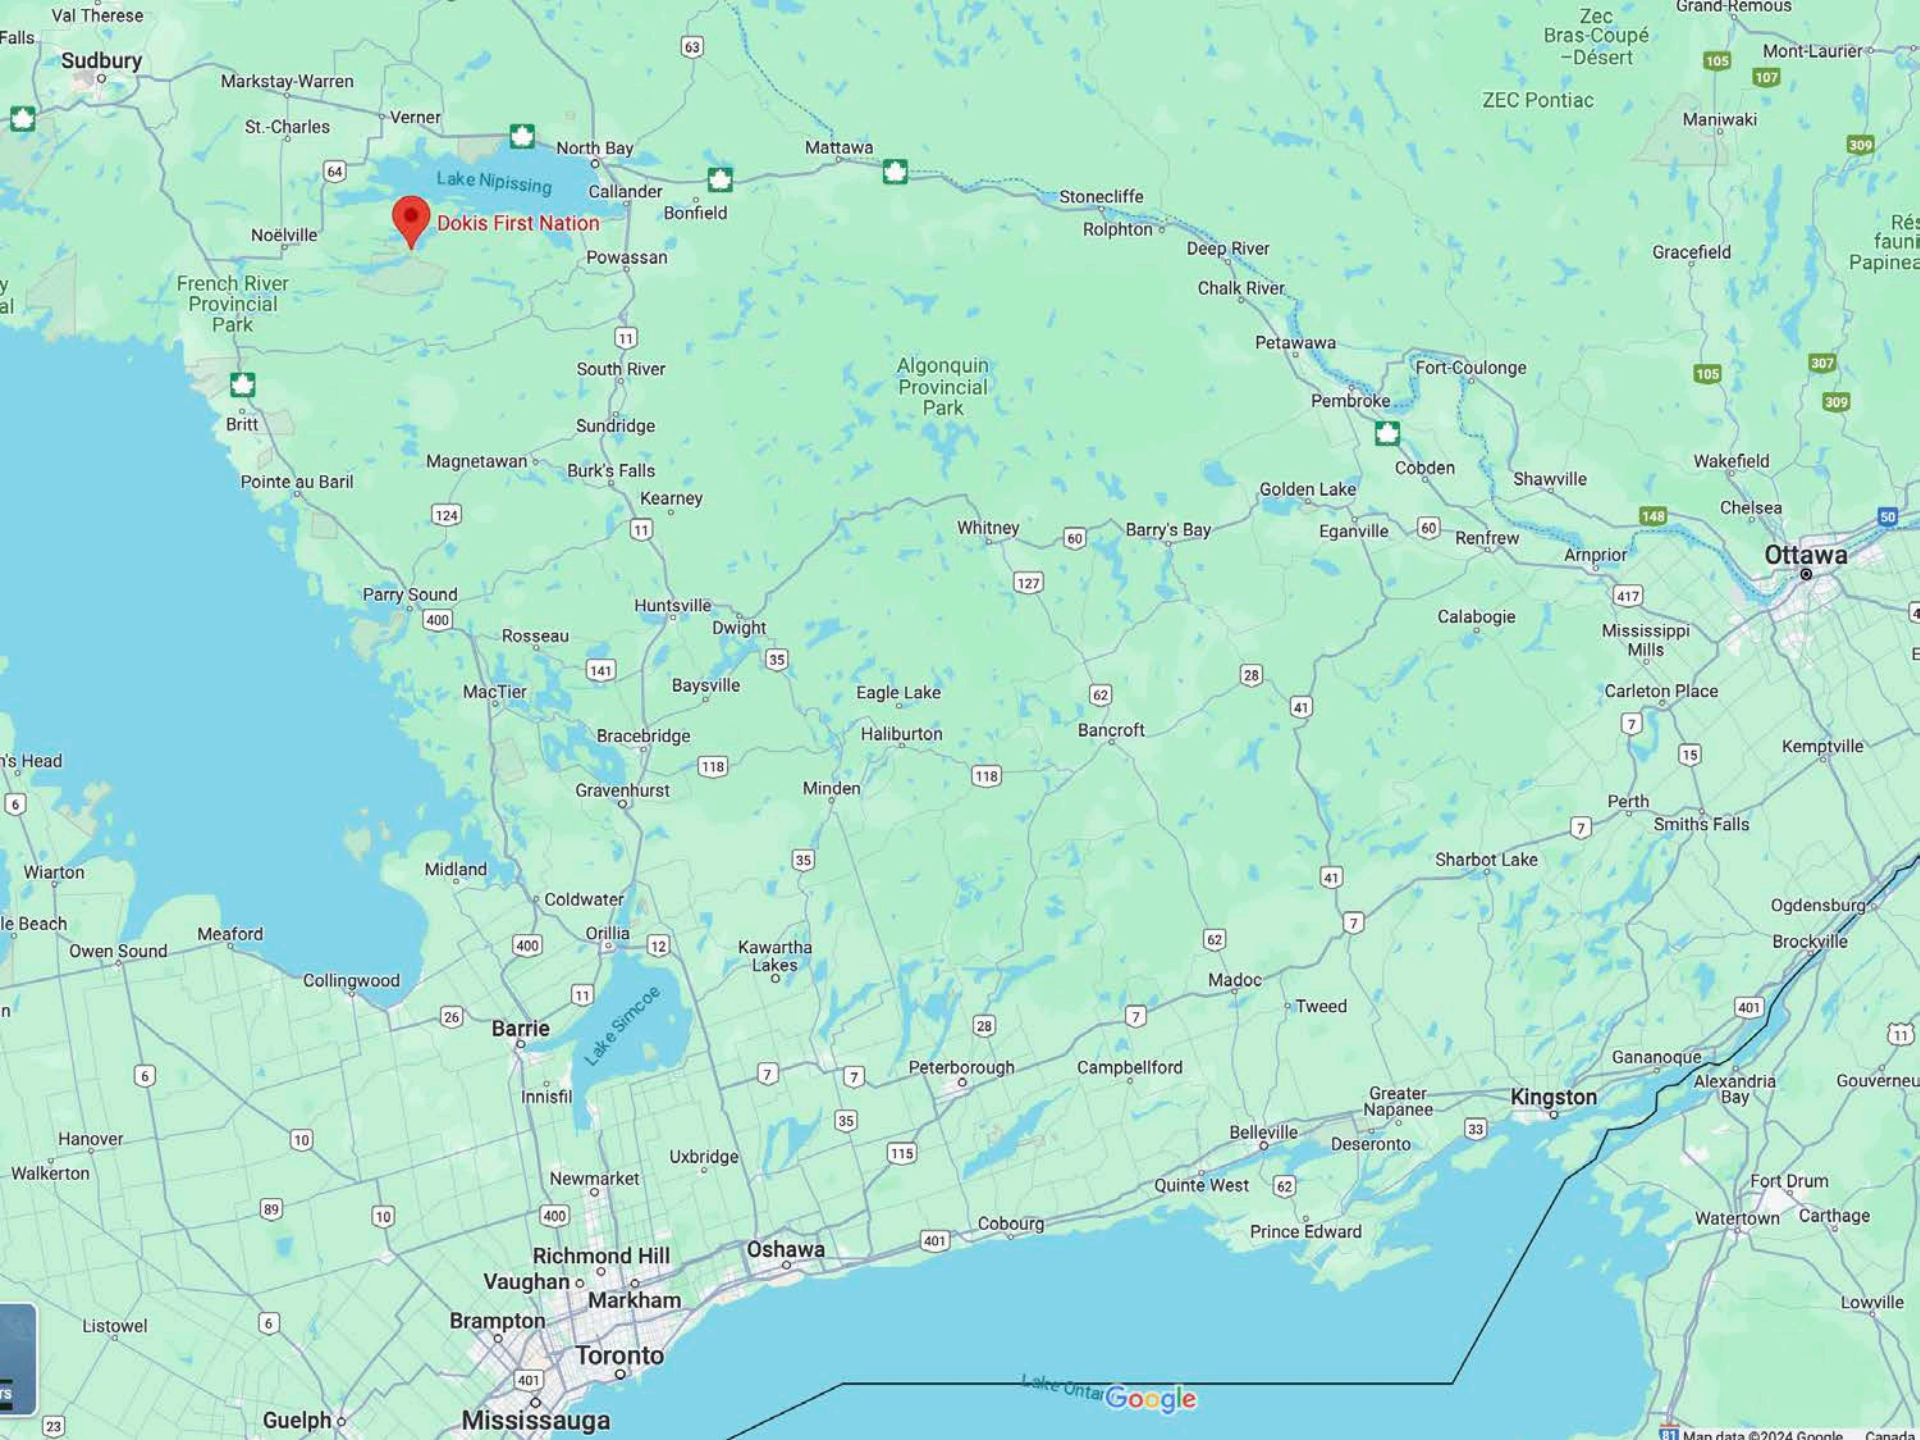 Val Therese
Grand-Remous
Falls
Zec
Bras-Coupé
–Désert
63
Mont-Laurier
Sudbury
105
107
Markstay-Warren
ZEC Pontiac
Verner
Maniwaki
St.-Charles
309
North Bay
Mattawa
64
Lake Nipissing
Callander
Stonecliffe
Bonfield
Dokis First Nation
Rolphton
Noëlville
Deep River
Gracefield
Powassan
French River
Provincial
Park
Chalk River
11
Petawawa
Algonquin
Provincial
Park
South River
Fort-Coulonge
105
307
309
Pembroke
Britt
Sundridge
Magnetawan
Burk's Falls
Cobden
Wakefield
Pointe au Baril
Kearney
Golden Lake
Shawville
Chelsea
124
148
50
11
Whitney
60
Barry's Bay
Eganville
60
Renfrew
Arnprior
Ottawa
127
Parry Sound
Huntsville
417
400
Dwight
Calabogie
Rosseau
Mississippi
Mills
35
141
28
MacTier
Baysville
Eagle Lake
62
41
Carleton Place
7
Bracebridge
Haliburton
Bancroft
Kemptville
15
118
118
n's Head
Gravenhurst
Minden
6
Perth
7
Smiths Falls
35
Sharbot Lake
Midland
Wiarton
41
Coldwater
Ogdensburg
le Beach
7
Meaford
Orillia
400
12
62
Brockville
Owen Sound
Kawartha
Lakes
Collingwood
Madoc
11
Tweed
401
26
Barrie
Lake Simcoe
28
7
11
Gananoque
6
7
7
Peterborough
Campbellford
Alexandria
Bay
Gouverneu
Innisfil
Greater
Napanee
Kingston
35
Hanover
10
Belleville
33
Deseronto
Walkerton
Uxbridge
115
Newmarket
Quinte West
62
Fort Drum
89
10
400
Cobourg
Prince Edward
Watertown
Carthage
401
Richmond Hill
Oshawa
Vaughan
Markham
Lowville
Listowel
6
Brampton
Toronto
401
rs
Google
Guelph
Mississauga
23
81
Map data ©2024 Google
Canada